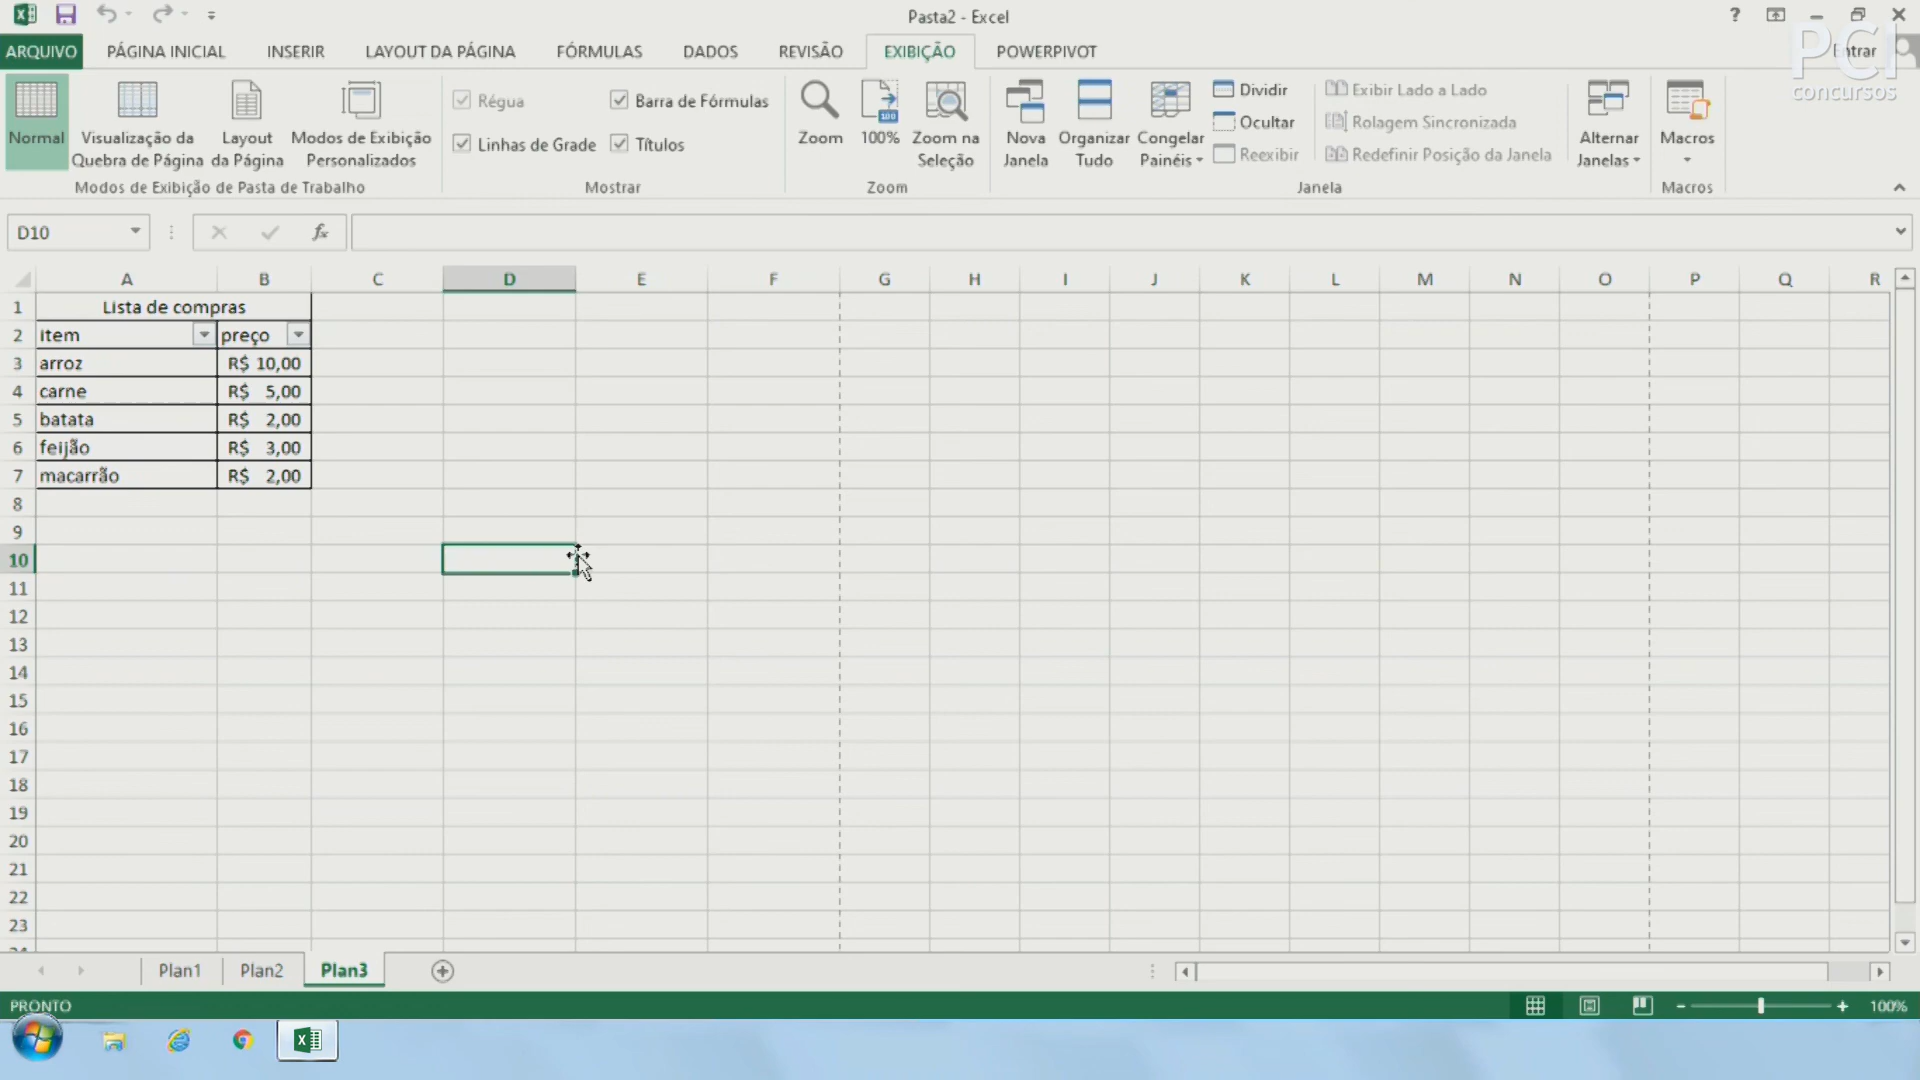 Pasta2 - Excel
?
PCI
concursos
ARQUIVO PÁGINA INICIAL INSERIR LAYOUT DA PÁGINA FÓRMULAS DADOS REVISÃO EXIBIÇÃO POWERPIVOT Entrar
Normal
Visualização da
Quebra de Página
Layout
da Página
Modos de Exibição
Personalizados
Modos de Exibição de Pasta de Trabalho
Régua
Barra de Fórmulas
Linhas de Grade
Títulos
Mostrar
Zoom
100
100%
Zoom na
Seleção
Zoom
Nova
Janela
Organizar
Tudo
Congelar
Painéis
Dividir
Ocultar
Reexibir
Exibir Lado a Lado
Rolagem Sincronizada
Redefinir Posição da Janela
Janela
Alternar
Janelas
Macros
Macros
D10 fx
A B C D E F G H I J K L M N O P Q R
1 Lista de compras
2 item preço
3 arroz R$ 10,00
4 carne R$ 5,00
5 batata R$ 2,00
6 feijão R$ 3,00
7 macarrão R$ 2,00
8
9
10
11
12
13
14
15
16
17
18
19
20
21
22
23
Plan1 Plan2 Plan3
PRONTO 100%